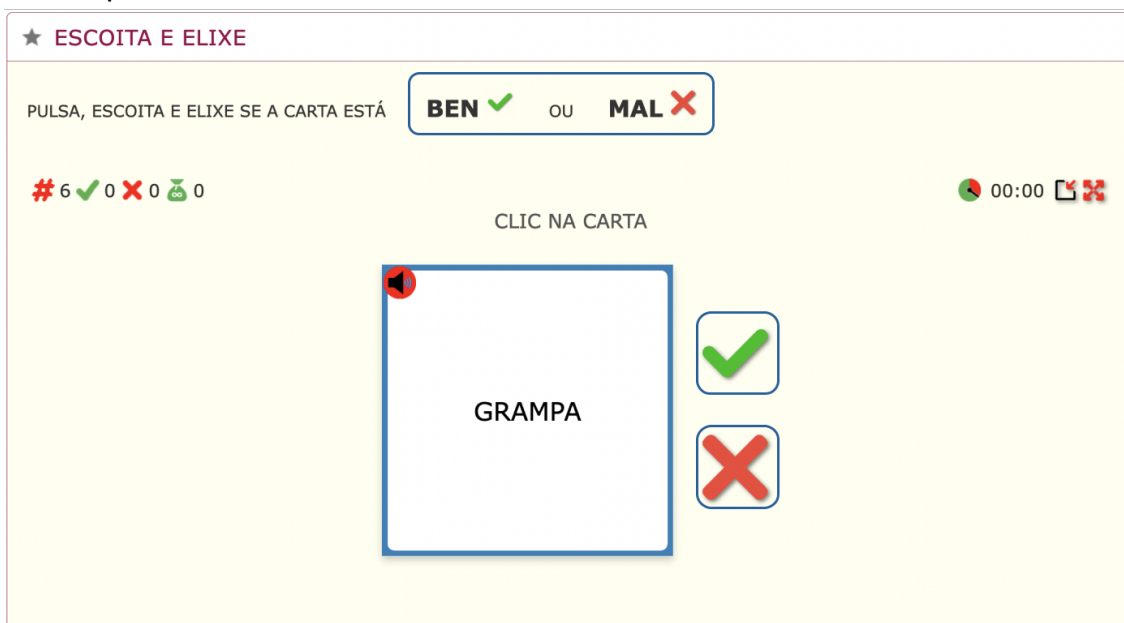 ESCOITA E ELIXE
PULSA, ESCOITA E ELIXE SE A CARTA ESTÁ BEN OU MAL
# 6 0 0 0 00:00
CLIC NA CARTA
GRAMPA